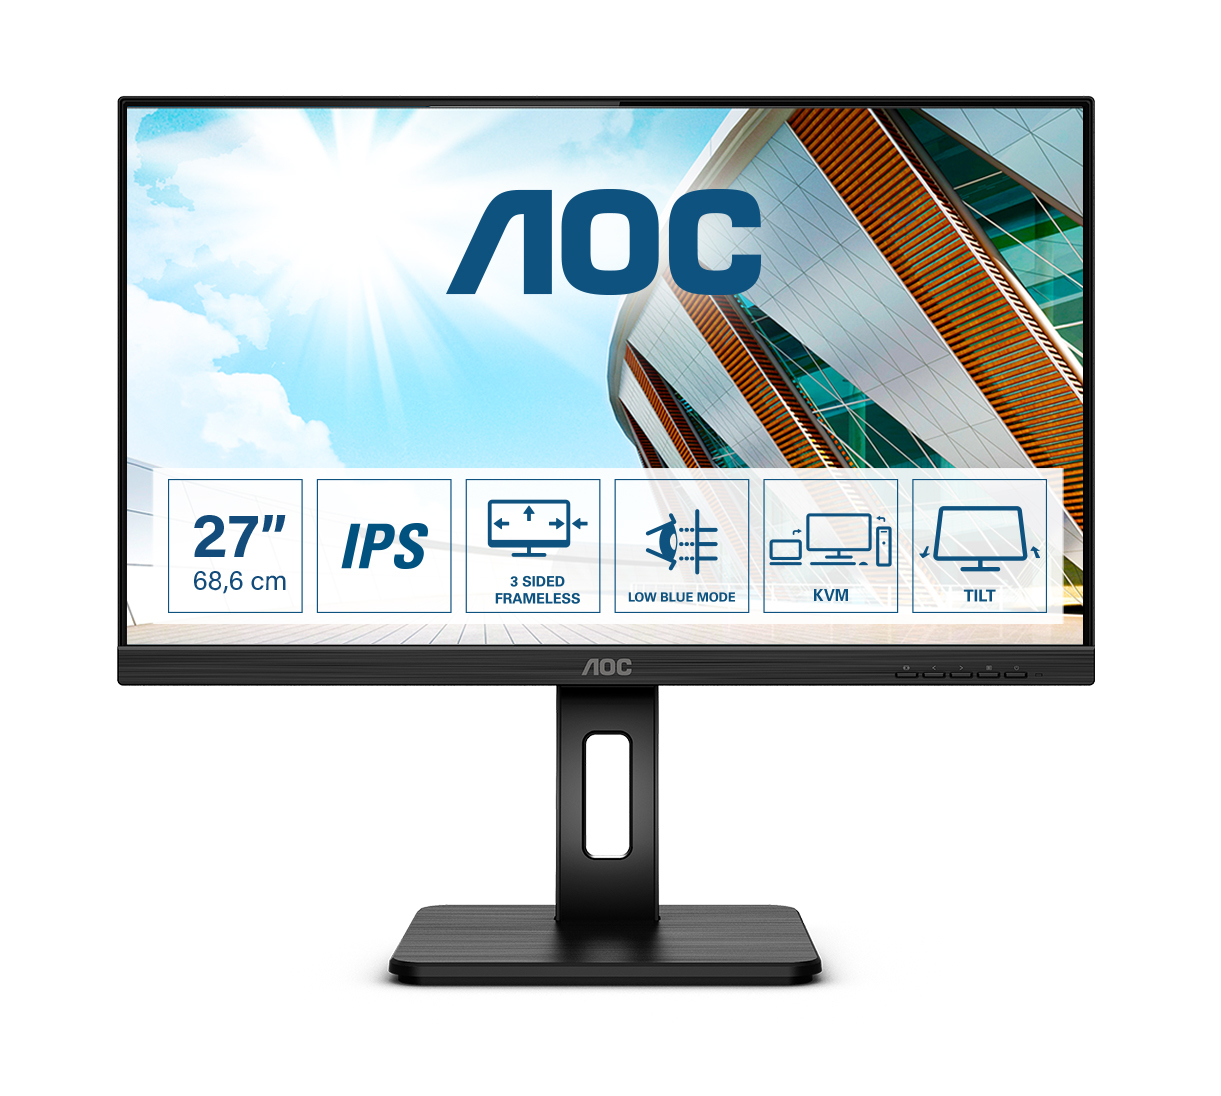 AOC
27"
68,6 cm
IPS
3 SIDED
FRAMELESS
LOW BLUE MODE
KVM
TILT
AOC